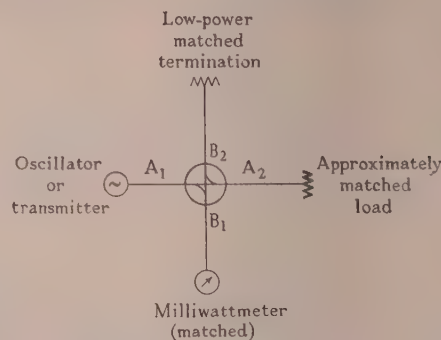 Low-power
matched
termination
B₂
Oscillator
or
transmitter
A₁
A₂
Approximately
matched
load
B₁
Milliwattmeter
(matched)